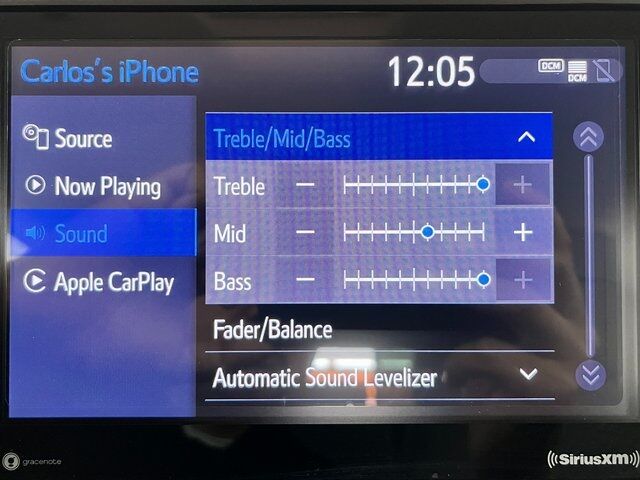 Carlos's iPhone
12:05
DCM
DCM
Source
Now Playing
Sound
Apple CarPlay
Treble/Mid/Bass
Treble
Mid
Bass
Fader/Balance
Automatic Sound Levelizer
gracenote
SiriusXM